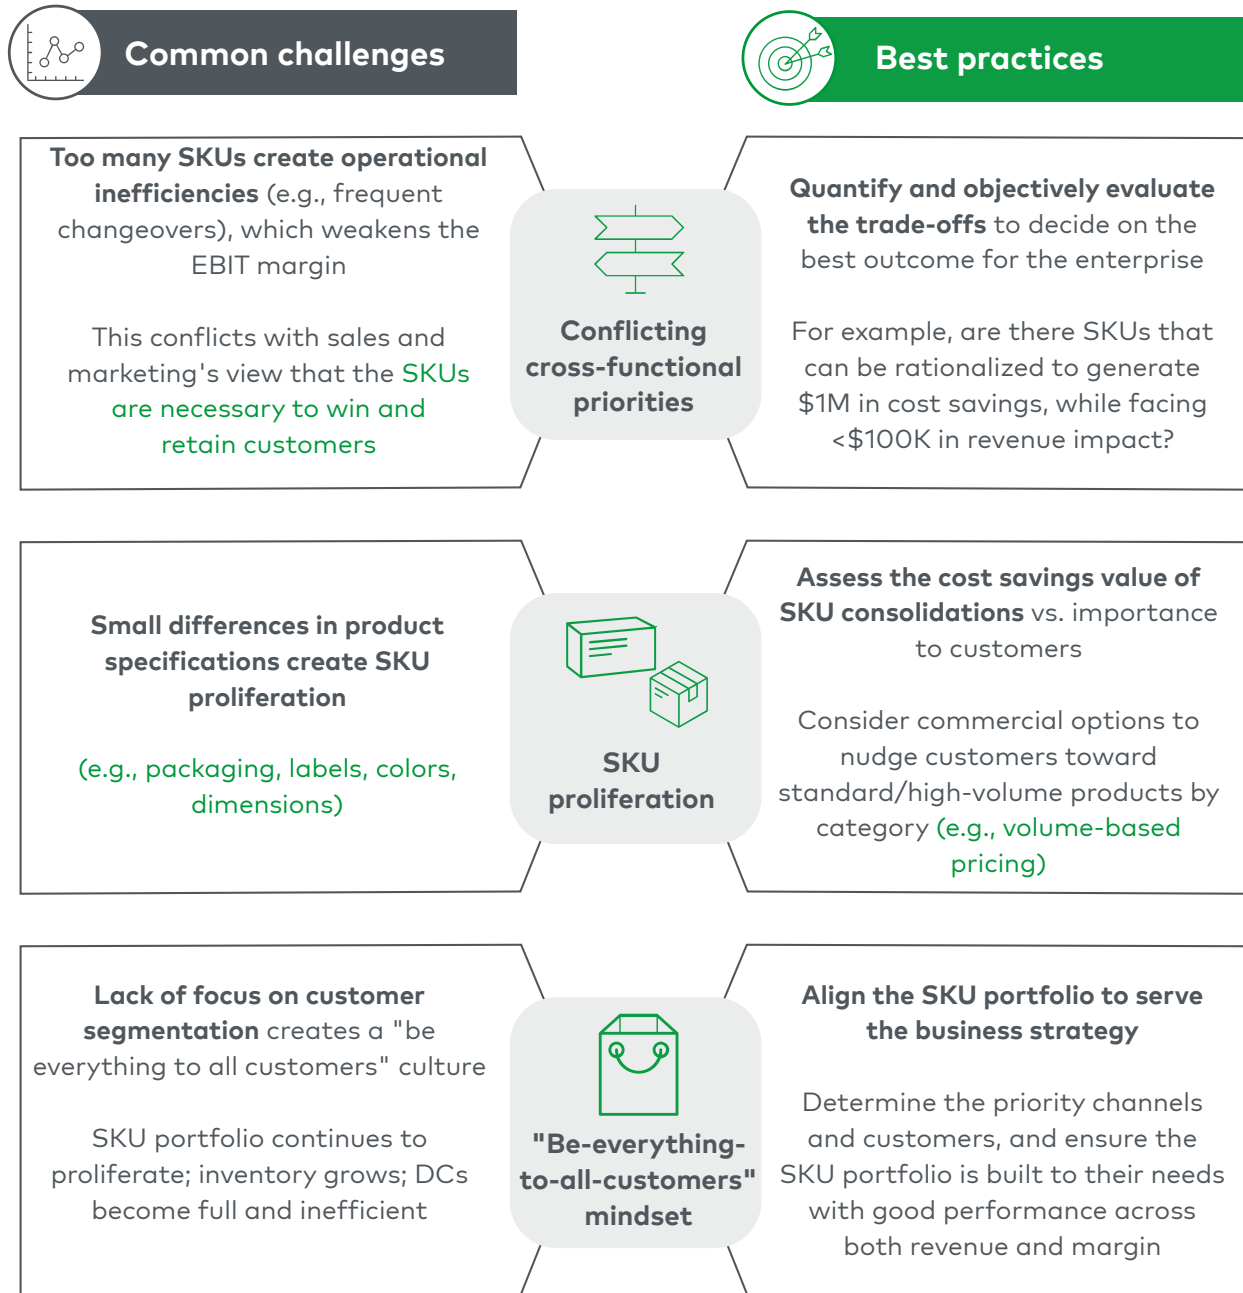 Common challenges
Best practices
Too many SKUs create operational
inefficiencies (e.g., frequent
changeovers), which weakens the
EBIT margin
This conflicts with sales and
marketing's view that the SKUs
are necessary to win and
retain customers
Conflicting
cross-functional
priorities
Quantify and objectively evaluate
the trade-offs to decide on the
best outcome for the enterprise
For example, are there SKUs that
can be rationalized to generate
$1M in cost savings, while facing
<$100K in revenue impact?
Small differences in product
specifications create SKU
proliferation
(e.g., packaging, labels, colors,
dimensions)
SKU
proliferation
Assess the cost savings value of
SKU consolidations vs. importance
to customers
Consider commercial options to
nudge customers toward
standard/high-volume products by
category (e.g., volume-based
pricing)
Lack of focus on customer
segmentation creates a "be
everything to all customers" culture
SKU portfolio continues to
proliferate; inventory grows; DCs
become full and inefficient
"Be-everything-
to-all-customers"
mindset
Align the SKU portfolio to serve
the business strategy
Determine the priority channels
and customers, and ensure the
SKU portfolio is built to their needs
with good performance across
both revenue and margin